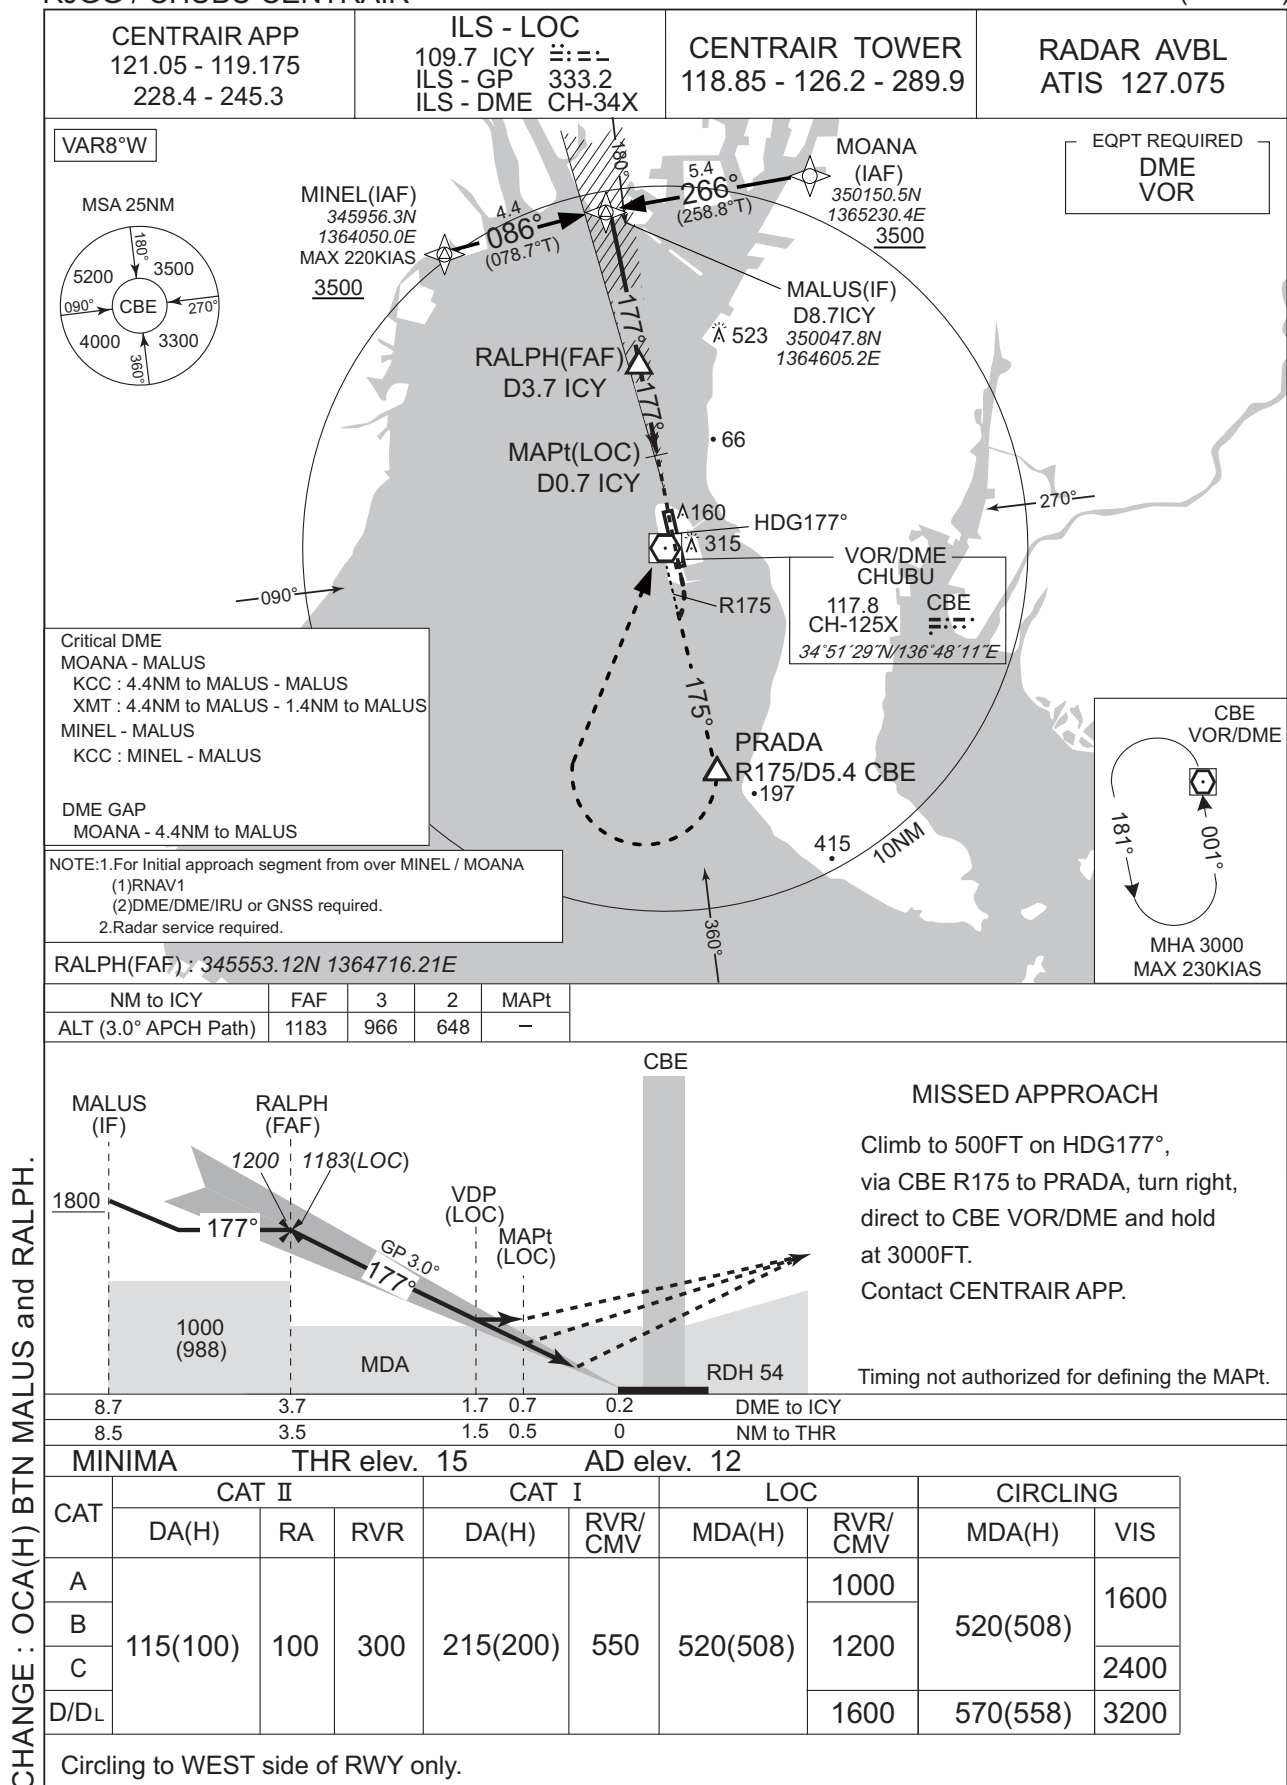 CENTRAIR APP
121.05 - 119.175
228.4 - 245.3
ILS - LOC
109.7 ICY
ILS - GP 333.2
ILS - DME CH-34X
CENTRAIR TOWER
118.85 - 126.2 - 289.9
RADAR AVBL
ATIS 127.075
VAR8°W
EQPT REQUIRED
DME
VOR
MSA 25NM
180°
5200
3500
090°
CBE
270°
4000
3300
360°
MINEL(IAF)
345956.3N
1364050.0E
MAX 220KIAS
3500
4.4
086°
(078.7°T)
180°
5.4
266°
(258.8°T)
MOANA
(IAF)
350150.5N
1365230.4E
3500
MALUS(IF)
D8.7ICY
350047.8N
1364605.2E
177°
523
RALPH(FAF)
D3.7 ICY
177°
66
MAPt(LOC)
D0.7 ICY
160
HDG177°
315
270°
VOR/DME
CHUBU
117.8 CBE
CH-125X
34°51′29″N/136°48′11″E
090°
R175
175°
PRADA
R175/D5.4 CBE
197
415
10NM
360°
Critical DME
MOANA - MALUS
KCC : 4.4NM to MALUS - MALUS
XMT : 4.4NM to MALUS - 1.4NM to MALUS
MINEL - MALUS
KCC : MINEL - MALUS
DME GAP
MOANA - 4.4NM to MALUS
NOTE:1.For Initial approach segment from over MINEL / MOANA
(1)RNAV1
(2)DME/DME/IRU or GNSS required.
2.Radar service required.
RALPH(FAF) : 345553.12N 1364716.21E
CBE
VOR/DME
181°
001°
MHA 3000
MAX 230KIAS
NM to ICY FAF 3 2 MAPt
ALT (3.0° APCH Path) 1183 966 648 –
CBE
MALUS
(IF)
RALPH
(FAF)
1200 1183(LOC)
1800
177°
GP 3.0°
177°
VDP
(LOC)
MAPt
(LOC)
1000
(988)
MDA
RDH 54
MISSED APPROACH
Climb to 500FT on HDG177°,
via CBE R175 to PRADA, turn right,
direct to CBE VOR/DME and hold
at 3000FT.
Contact CENTRAIR APP.
Timing not authorized for defining the MAPt.
8.7 3.7 1.7 0.7 0.2 DME to ICY
8.5 3.5 1.5 0.5 0 NM to THR
MINIMA THR elev. 15 AD elev. 12
CAT CAT II CAT I LOC CIRCLING
DA(H) RA RVR DA(H) RVR/CMV MDA(H) RVR/CMV MDA(H) VIS
A 1000 1600
B 115(100) 100 300 215(200) 550 520(508) 1200 520(508)
C 2400
D/DL 1600 570(558) 3200
Circling to WEST side of RWY only.
CHANGE : OCA(H) BTN MALUS and RALPH.